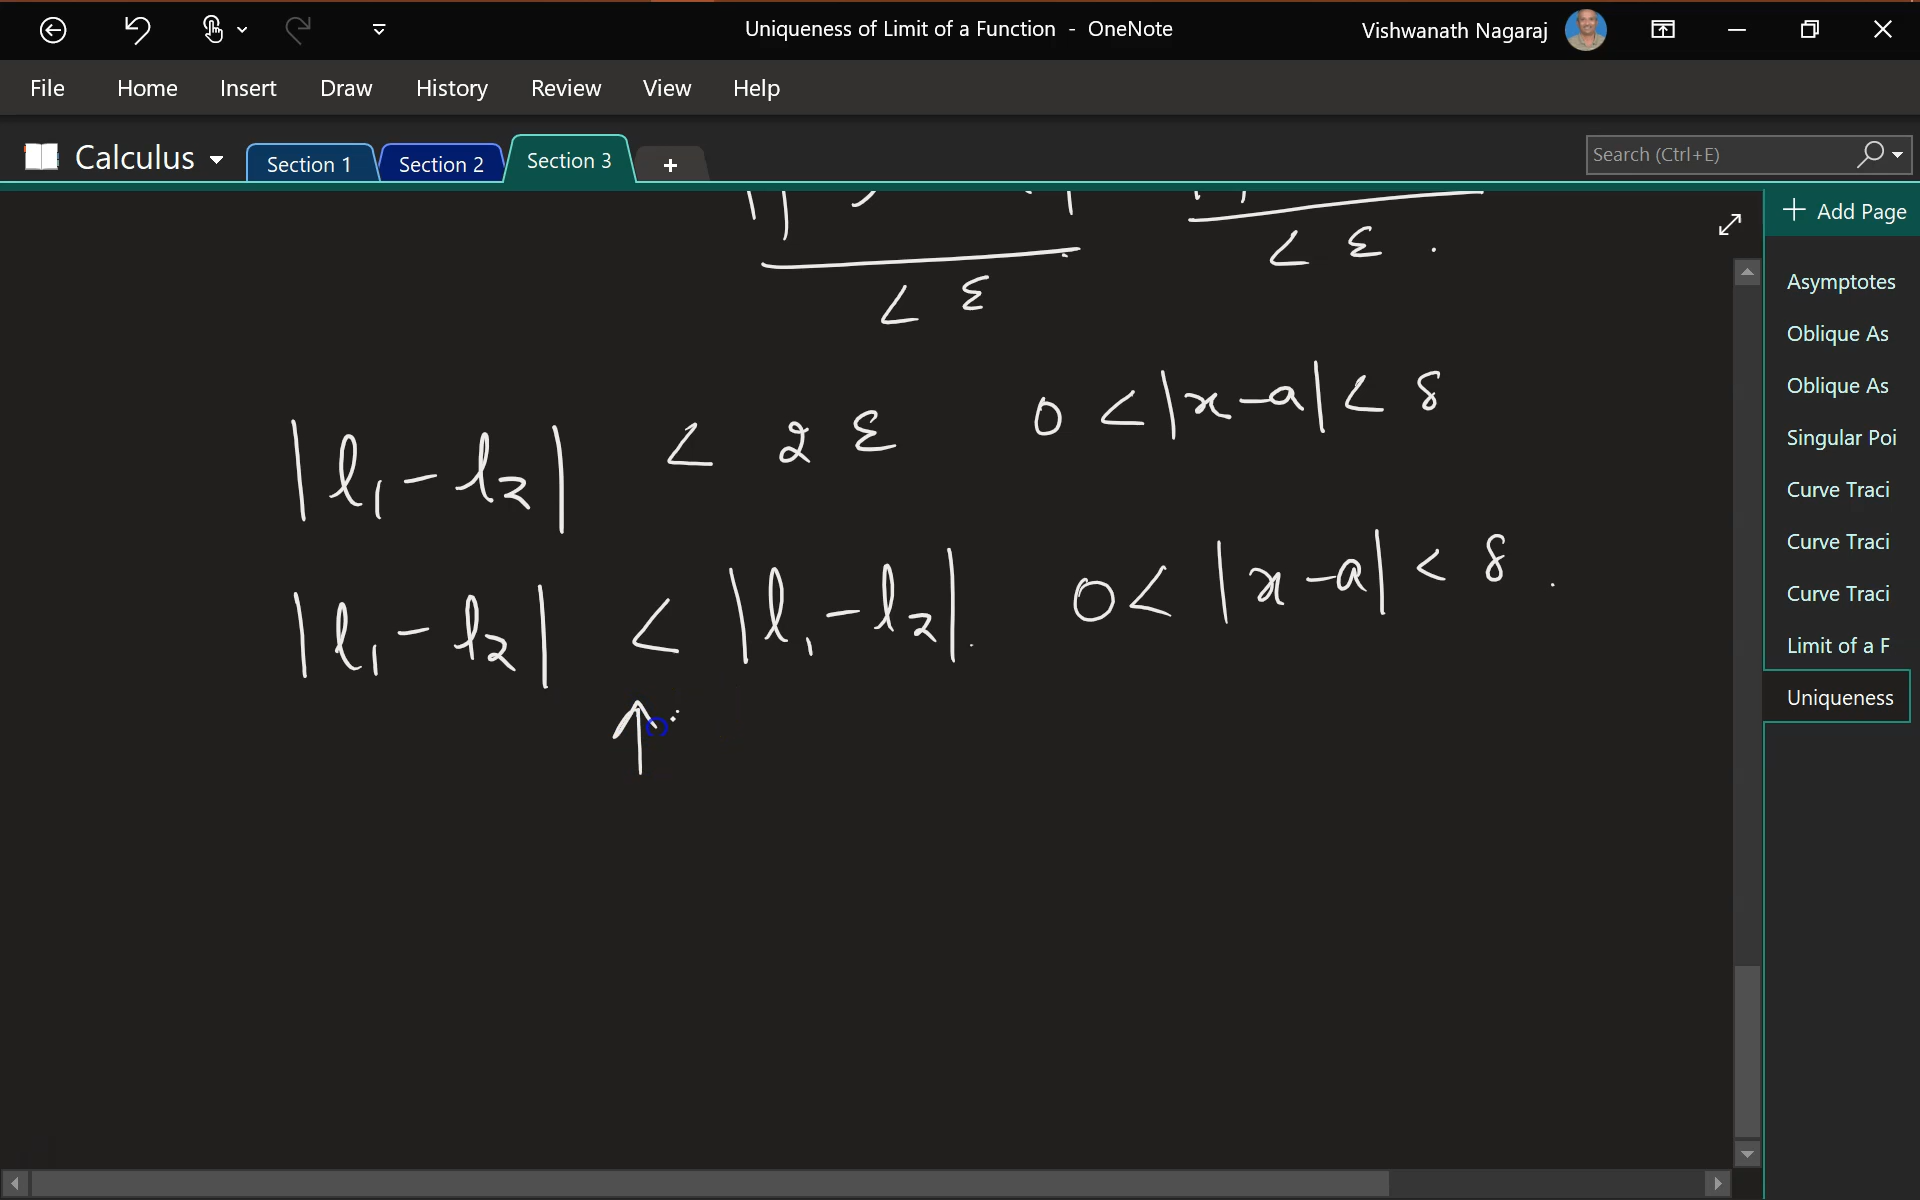 Uniqueness of Limit of a Function - OneNote
Vishwanath Nagaraj
File Home Insert Draw History Review View Help
Calculus
Section 1
Section 2
Section 3
+
Search (Ctrl+E)
+ Add Page
Asymptotes
Oblique As
Oblique As
Singular Poi
Curve Traci
Curve Traci
Curve Traci
Limit of a F
Uniqueness
< ε
< ε .
|l₁ - l₂| < 2 ε 0 < |x - a| < δ
|l₁ - l₂| < |l₁ - l₂|. 0 < |x - a| < δ .
↑